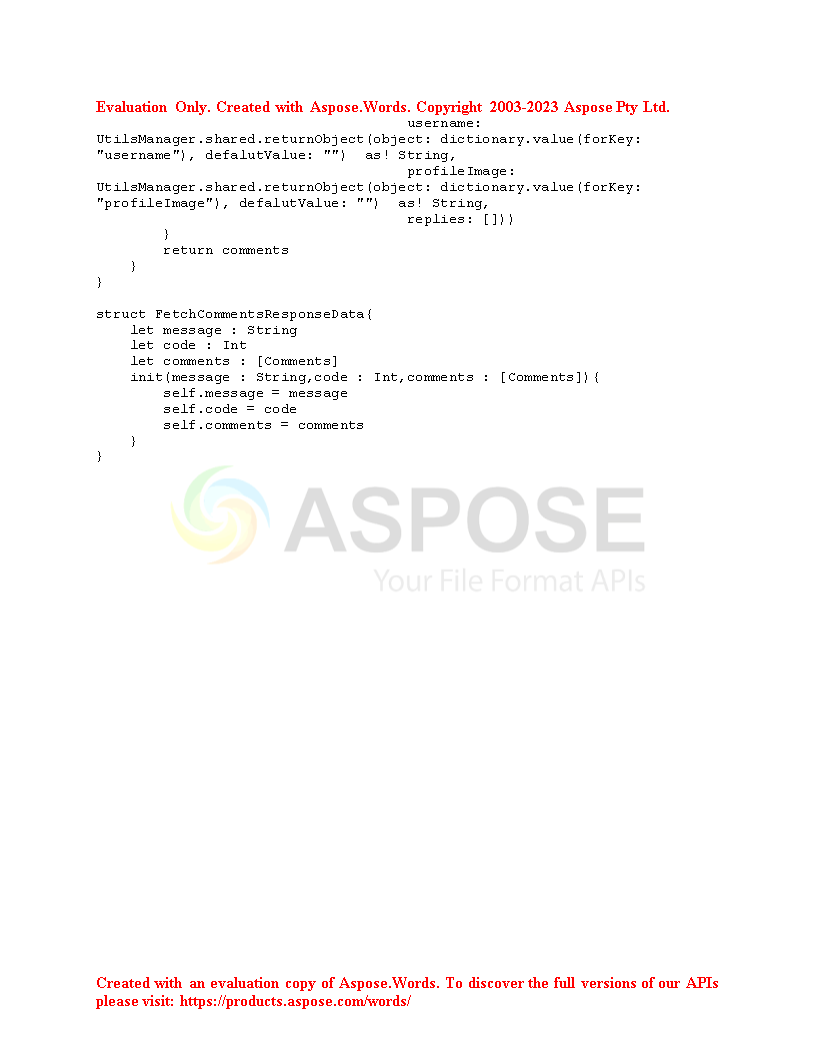 Evaluation Only. Created with Aspose.Words. Copyright 2003-2023 Aspose Pty Ltd.
username:
UtilsManager.shared.returnObject(object: dictionary.value(forKey:
"username"), defalutValue: "")  as! String,
profileImage:
UtilsManager.shared.returnObject(object: dictionary.value(forKey:
"profileImage"), defalutValue: "")  as! String,
replies: []))
        }
        return comments
    }
}

struct FetchCommentsResponseData{
    let message : String
    let code : Int
    let comments : [Comments]
    init(message : String,code : Int,comments : [Comments]){
        self.message = message
        self.code = code
        self.comments = comments
    }
}
ASPOSE
Your File Format APIs
Created with an evaluation copy of Aspose.Words. To discover the full versions of our APIs
please visit: https://products.aspose.com/words/